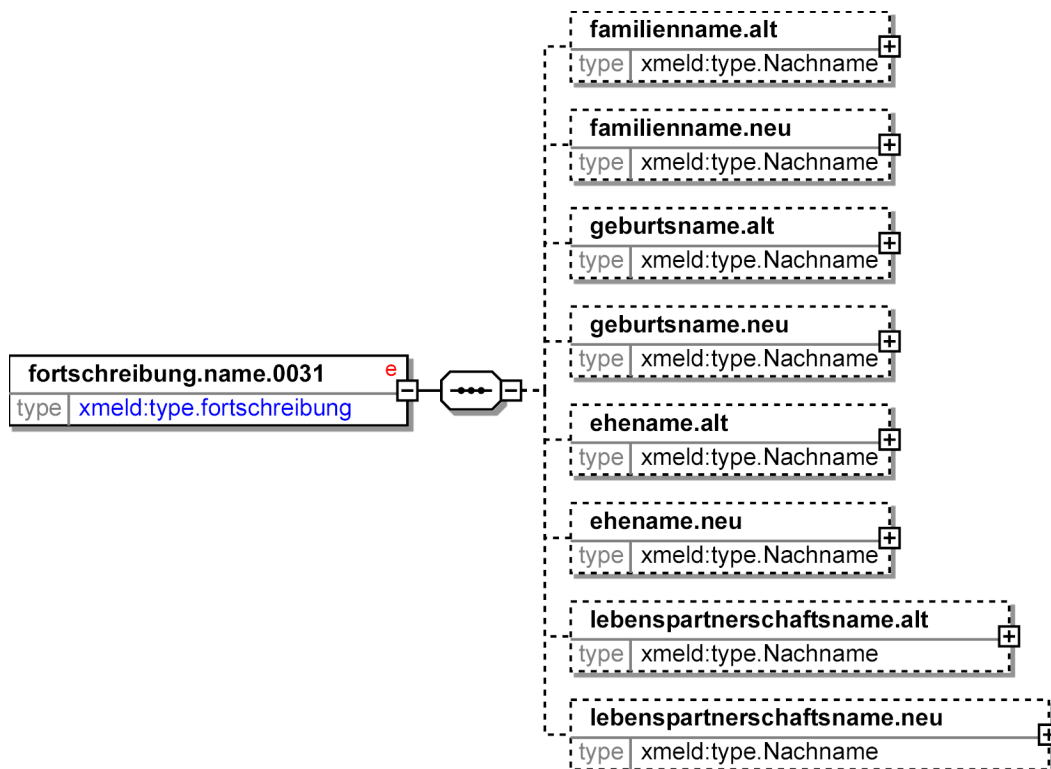 familienname.alt
type xmeld:type.Nachname
familienname.neu
type xmeld:type.Nachname
geburtsname.alt
type xmeld:type.Nachname
geburtsname.neu
type xmeld:type.Nachname
fortschreibung.name.0031 e
type xmeld:type.fortschreibung
ehename.alt
type xmeld:type.Nachname
ehename.neu
type xmeld:type.Nachname
lebenspartnerschaftsname.alt
type xmeld:type.Nachname
lebenspartnerschaftsname.neu
type xmeld:type.Nachname